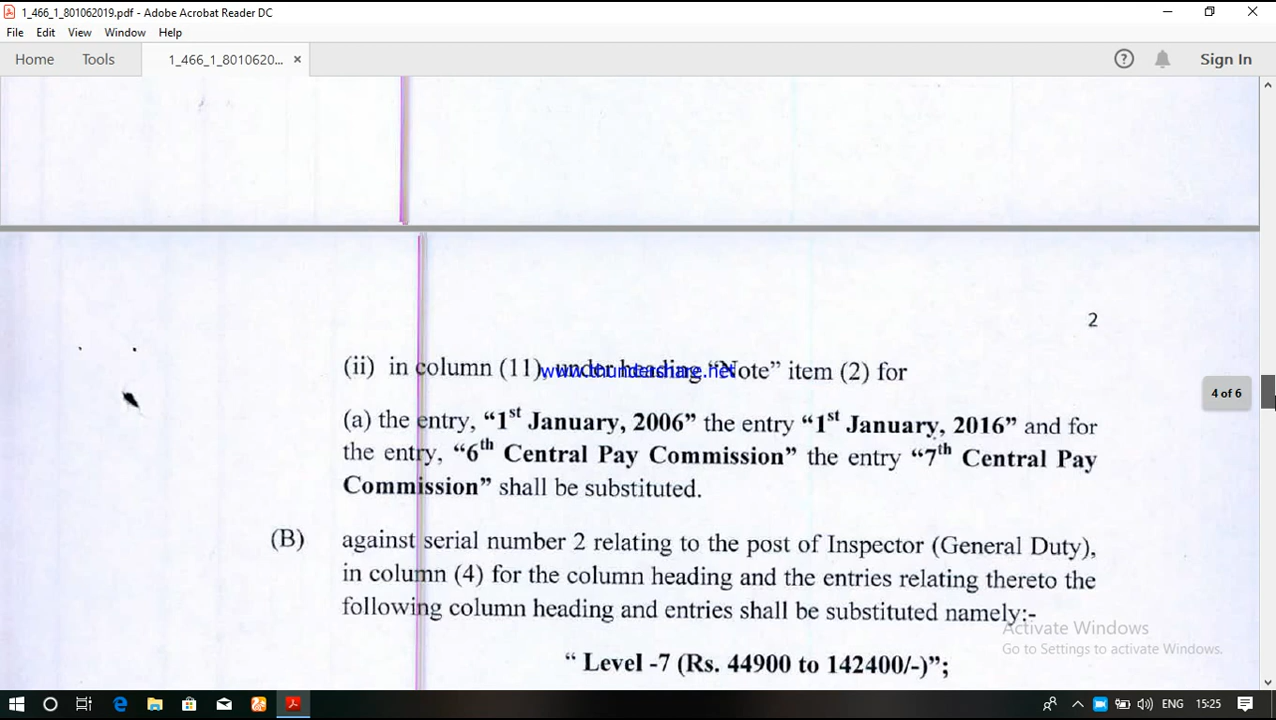 1_466_1_801062019.pdf - Adobe Acrobat Reader DC
File Edit View Window Help
Home Tools 1_466_1_8010620... × ? Sign In
2
(ii) in column (11), under heading “Note” item (2) for
www.thundershare.net
(a) the entry, “1st January, 2006” the entry “1st January, 2016” and for
the entry, “6th Central Pay Commission” the entry “7th Central Pay
Commission” shall be substituted.
4 of 6
(B) against serial number 2 relating to the post of Inspector (General Duty),
in column (4) for the column heading and the entries relating thereto the
following column heading and entries shall be substituted namely:-
“ Level -7 (Rs. 44900 to 142400/-)”;
Activate Windows
Go to Settings to activate Windows.
ENG 15:25